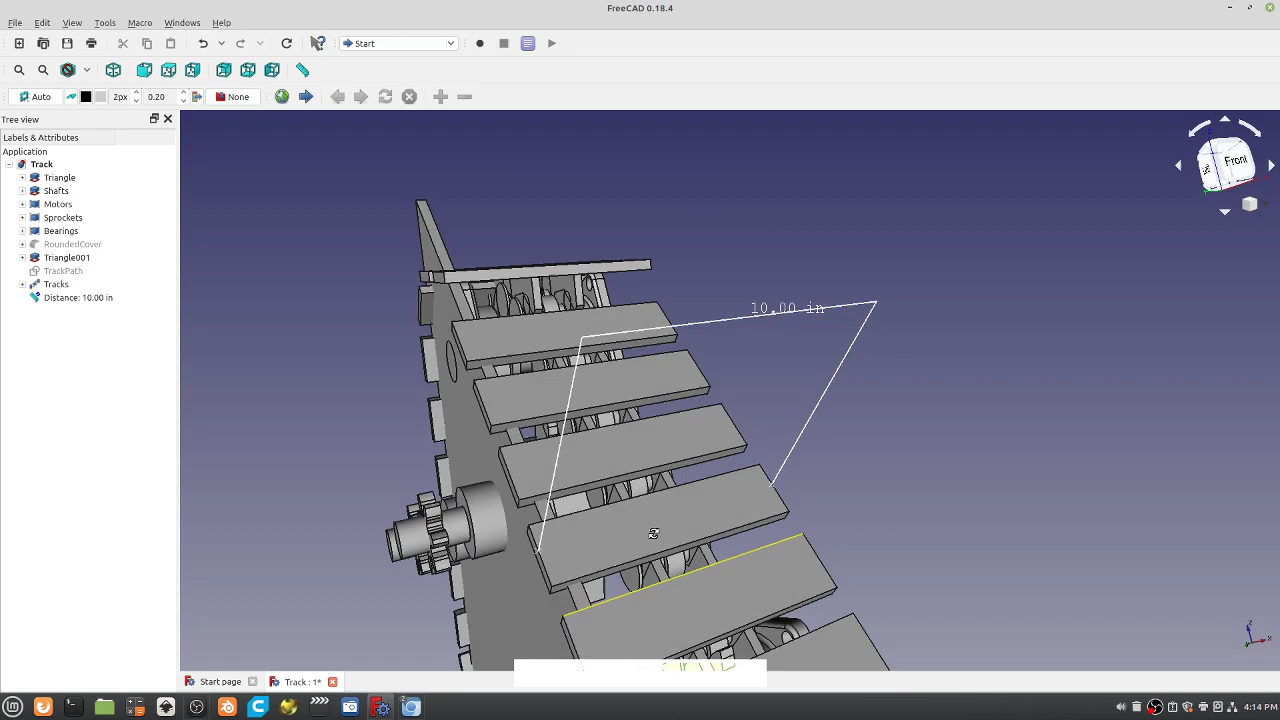 FreeCAD 0.18.4
File Edit View Tools Macro Windows Help
Start
Auto 2px 0.20 None
Tree view
Labels & Attributes
Application
Track
Triangle
Shafts
Motors
Sprockets
Bearings
RoundedCover
Triangle001
TrackPath
Tracks
Distance: 10.00 in
10.00 in
Front
Z
X
Start page
Track : 1*
2
4:14 PM